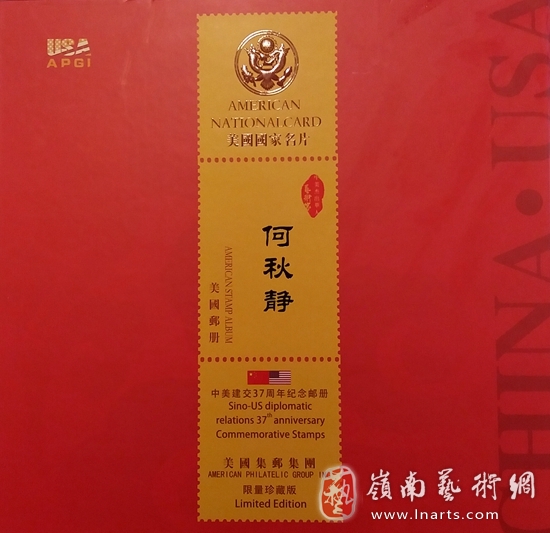 USA
APGI
AMERICAN
NATIONALCARD
美國國家名片
何秋静
美國郵册
AMERICAN STAMP ALBUM
中美建交37周年纪念邮册
Sino-US diplomatic
relations 37th anniversary
Commemorative Stamps
美國集郵集團
AMERICAN PHILATELIC GROUP
限量珍藏版
Limited Edition
CHINA·USA
嶺南藝術網
www.lnarts.com